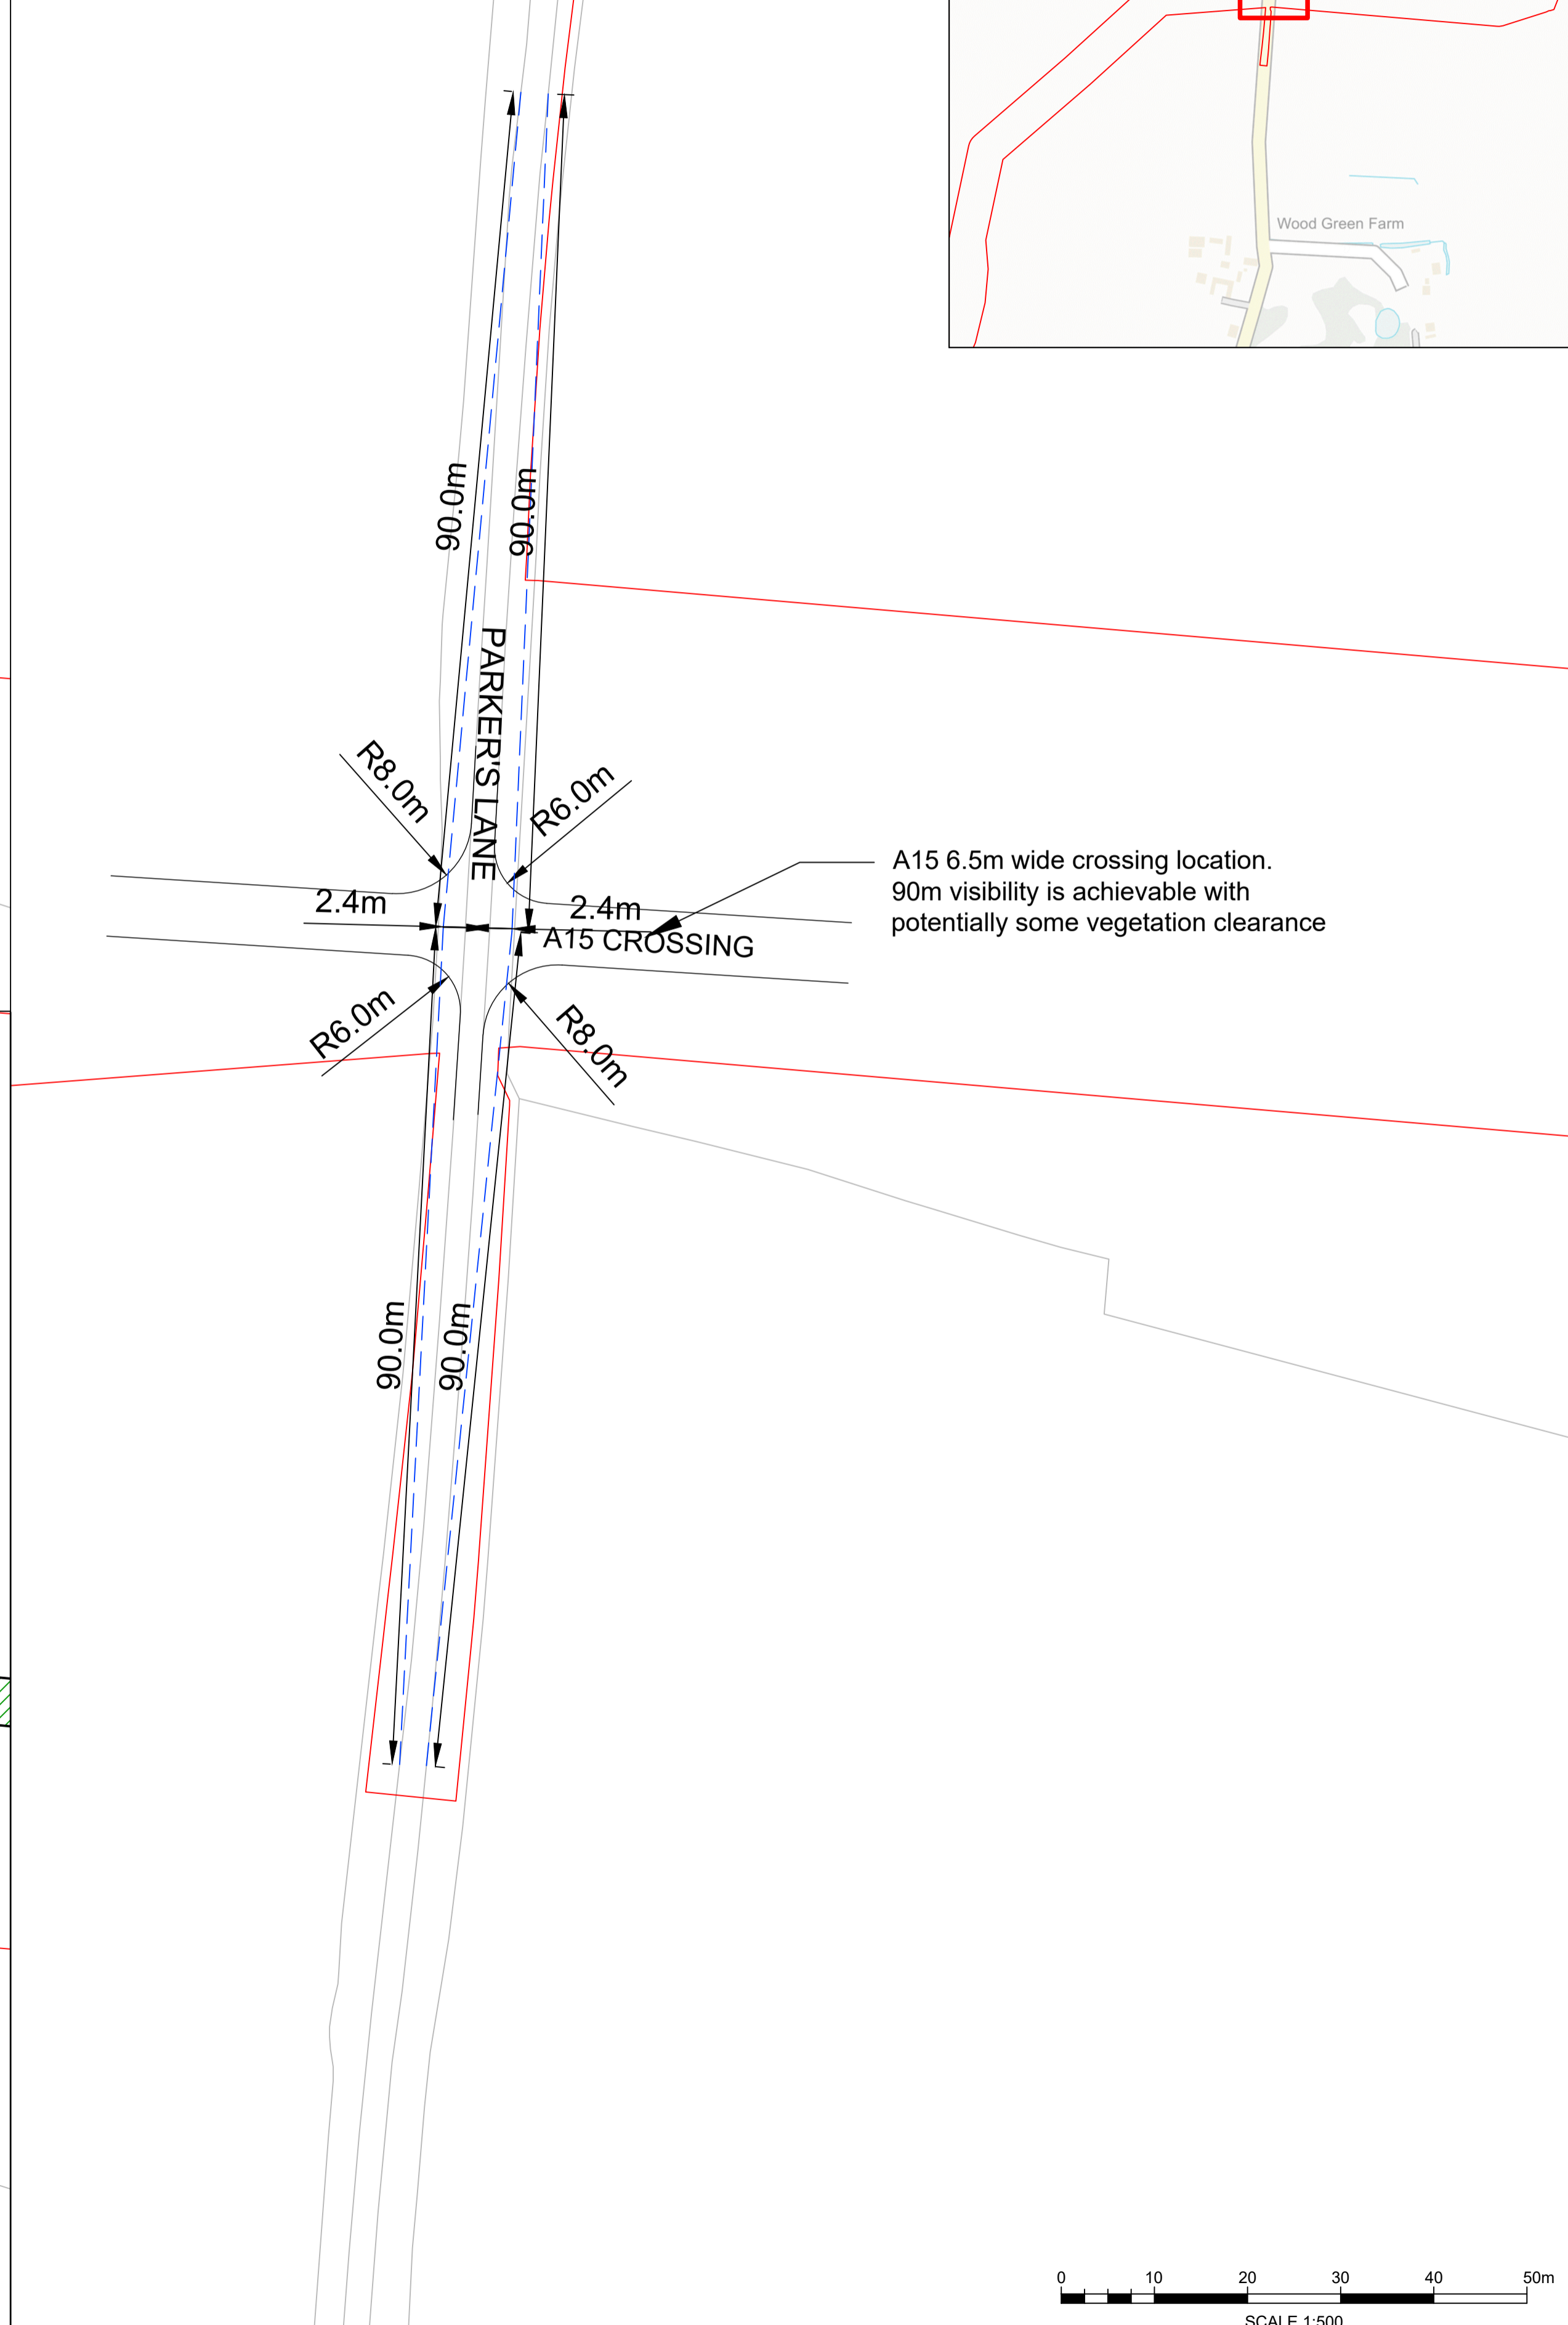 Wood Green Farm
90.0m
90.0m
PARKER'S LANE
R8.0m
R6.0m
A15 6.5m wide crossing location.
90m visibility is achievable with
potentially some vegetation clearance
2.4m
2.4m
A15 CROSSING
R6.0m
R8.0m
90.0m
90.0m
0 10 20 30 40 50m
SCALE 1:500